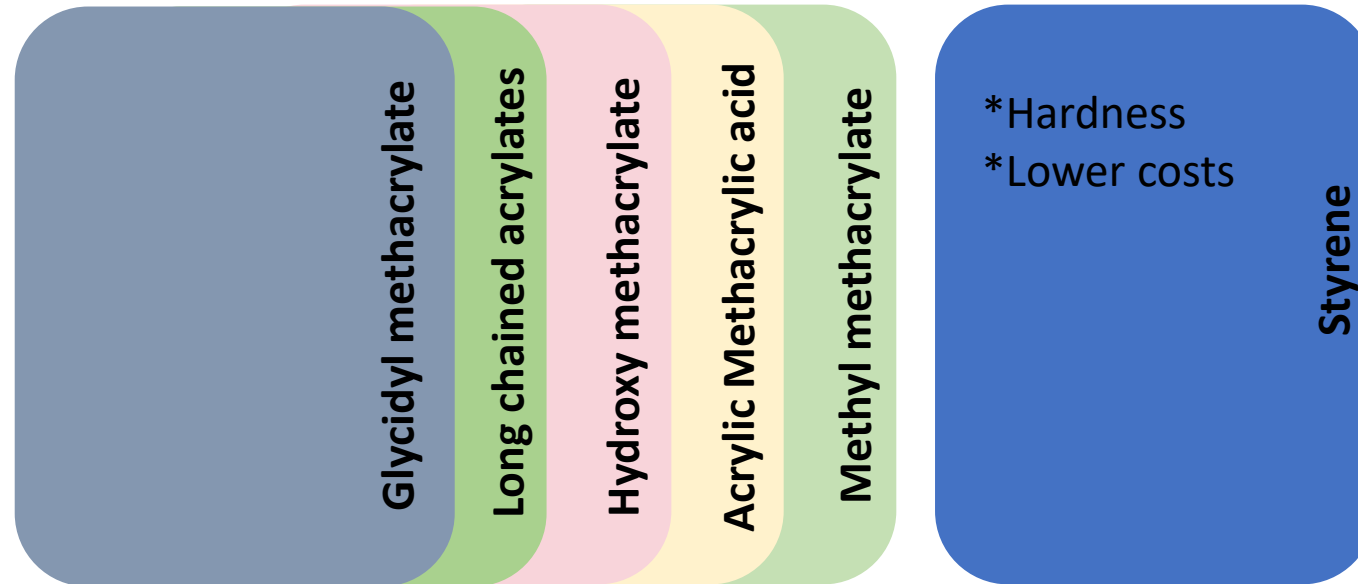 Glycidyl methacrylate
Long chained acrylates
Hydroxy methacrylate
Acrylic Methacrylic acid
Methyl methacrylate
*Hardness
*Lower costs
Styrene